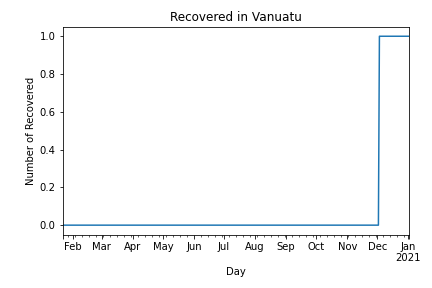 Recovered in Vanuatu
Number of Recovered
1.0
0.8
0.6
0.4
0.2
0.0
Feb Mar Apr May Jun Jul Aug Sep Oct Nov Dec Jan
2021
Day